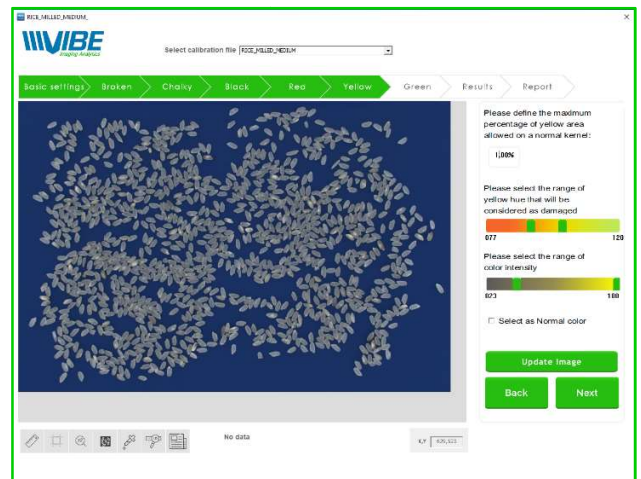 RICE_MILLED_MEDIUM_
VIBE
Imaging Analytics
Select calibration file RICE_MILLED_MEDIUM
Basic settings Broken Chalky Black Red Yellow Green Results Report
Please define the maximum
percentage of yellow area
allowed on a normal kernel:
1,00%
Please select the range of
yellow hue that will be
considered as damaged
077 120
Please select the range of
color intensity
023 100
Select as Normal color
Update Image
Back Next
No data
X,Y